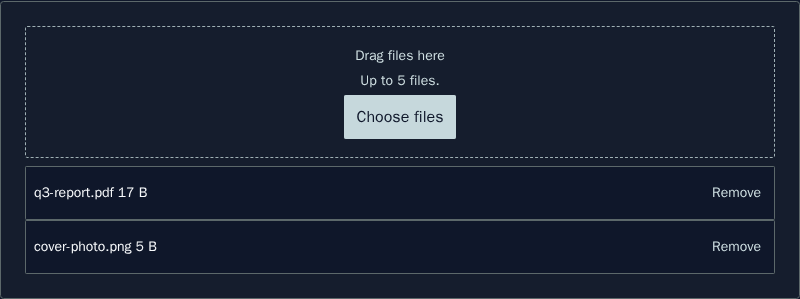 Drag files here
Up to 5 files.
Choose files
q3-report.pdf 17 B Remove
cover-photo.png 5 B Remove